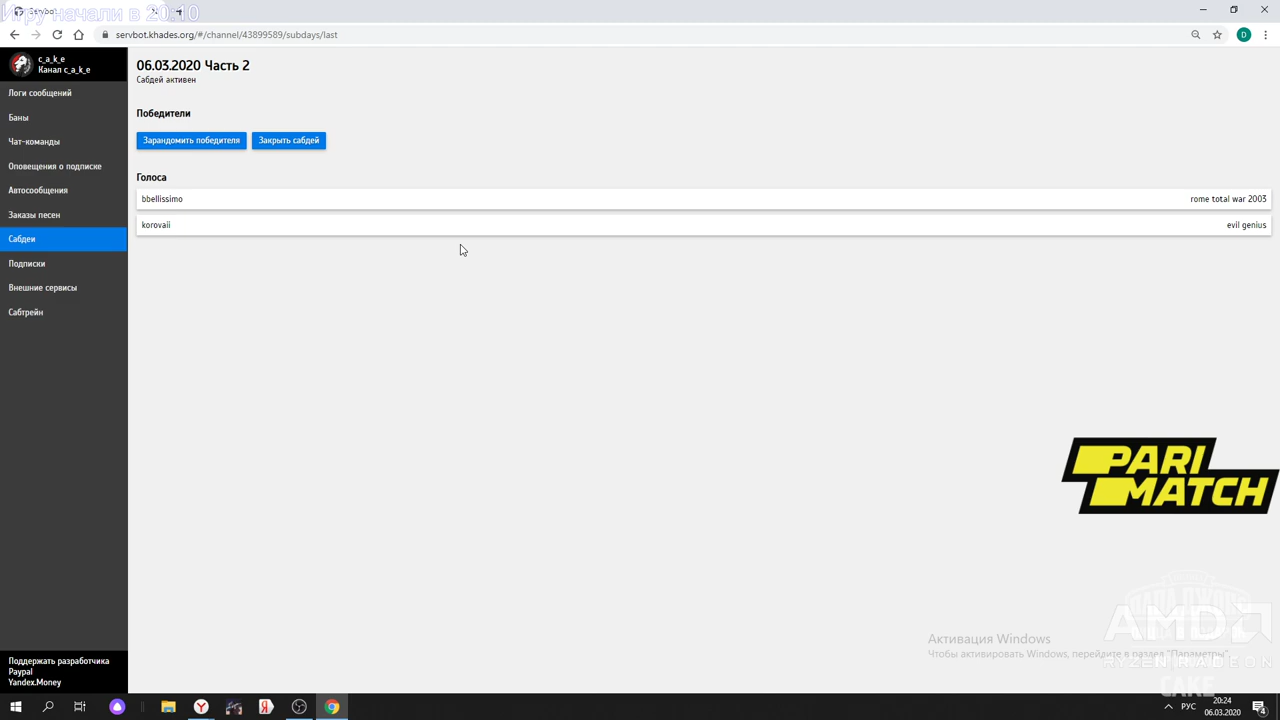 Игру начали в 20:10
servbot.khades.org/#/channel/43899589/subdays/last
D
c_a_k_e
Канал c_a_k_e
Логи сообщений
Баны
Чат-команды
Оповещения о подписке
Автосообщения
Заказы песен
Сабдеи
Подписки
Внешние сервисы
Сабтрейн
Поддержать разработчика
Paypal
Yandex.Money
06.03.2020 Часть 2
Сабдей активен
Победители
Зарандомить победителя
Закрыть сабдей
Голоса
bbellissimo rome total war 2003
korovaii evil genius
PARI
MATCH
AMD
Активация Windows
Чтобы активировать Windows, перейдите в раздел "Параметры".
RYZEN RADEON
CAKE
РУС
20:24
06.03.2020
4